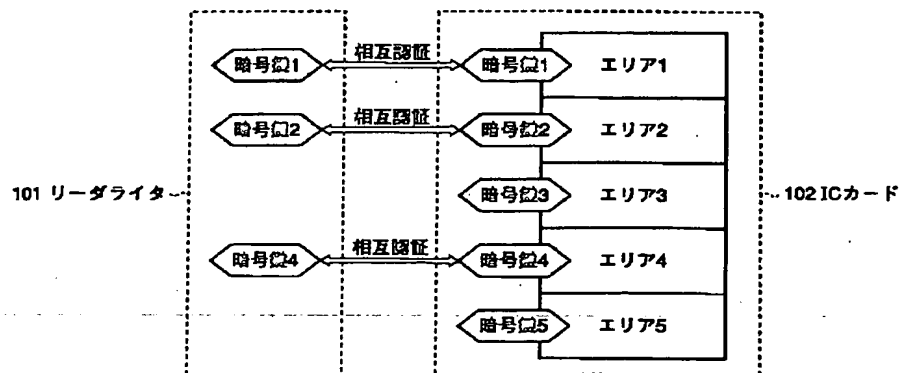 暗号鍵1 相互認証 暗号鍵1 エリア1
暗号鍵2 相互認証 暗号鍵2 エリア2
101 リーダライタ 暗号鍵3 エリア3 102 ICカード
暗号鍵4 相互認証 暗号鍵4 エリア4
暗号鍵5 エリア5